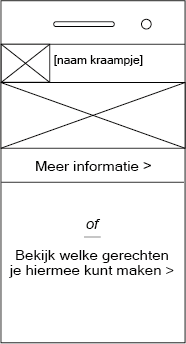 [naam kraampje]
Meer informatie >
of
Bekijk welke gerechten
je hiermee kunt maken >